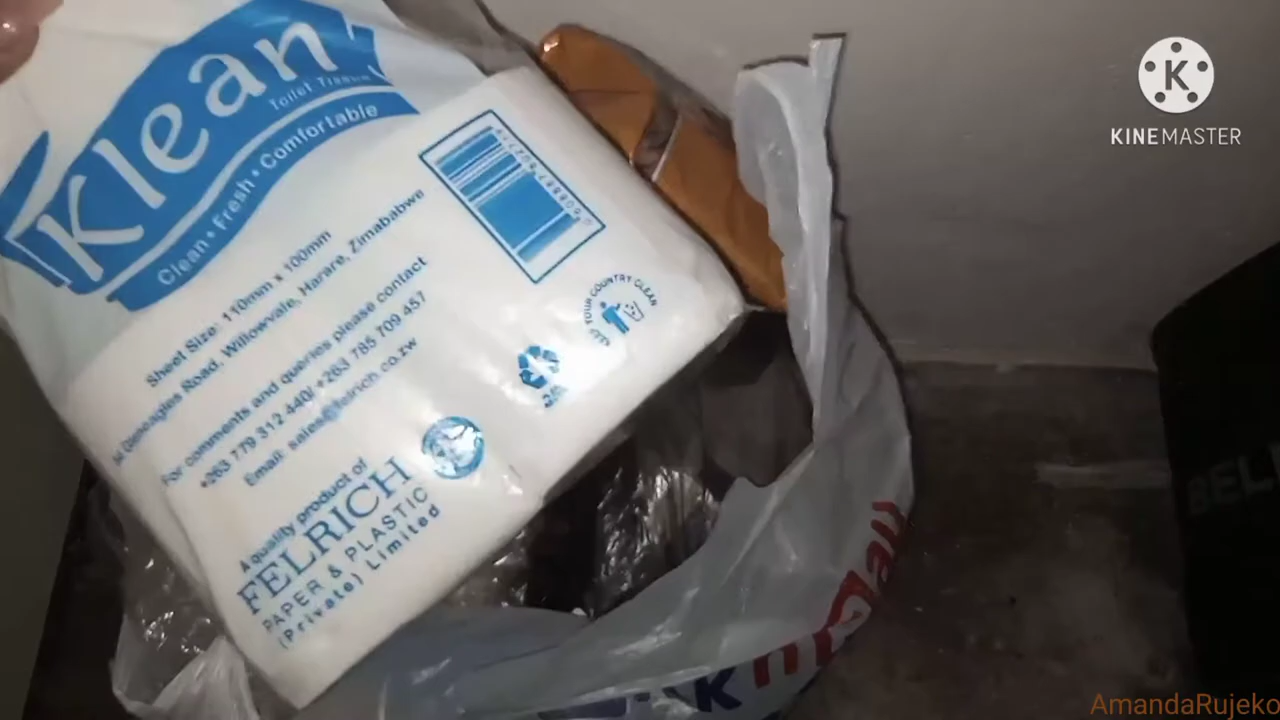 Klean
Toilet Tissue
Clean • Fresh • Comfortable
Sheet Size: 110mm x 100mm
Road, Willowvale, Harare, Zimababwe
For comments and queries please contact
+263 779 312 440/ +263 785 709 457
Email: sales@felrich.co.zw
A quality product of
FELRICH
PAPER & PLASTIC
(Private) Limited
YOUR COUNTRY CLEAN
K
KINEMASTER
AmandaRujeko